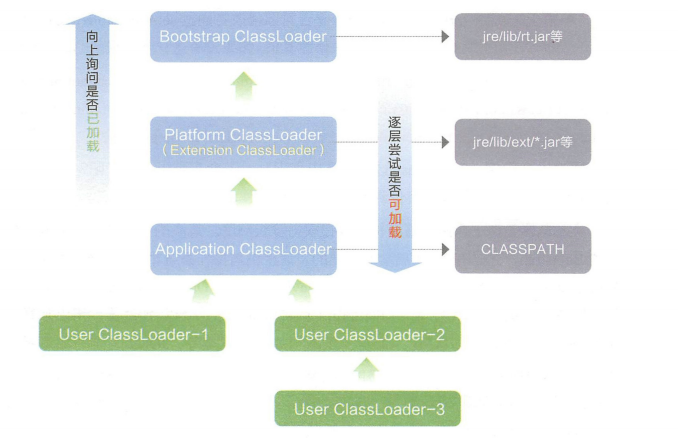 向上询问是否已加载
Bootstrap ClassLoader
jre/lib/rt.jar等
Platform ClassLoader
(Extension ClassLoader)
逐层尝试是否可加载
jre/lib/ext/*.jar等
Application ClassLoader
CLASSPATH
User ClassLoader-1
User ClassLoader-2
User ClassLoader-3